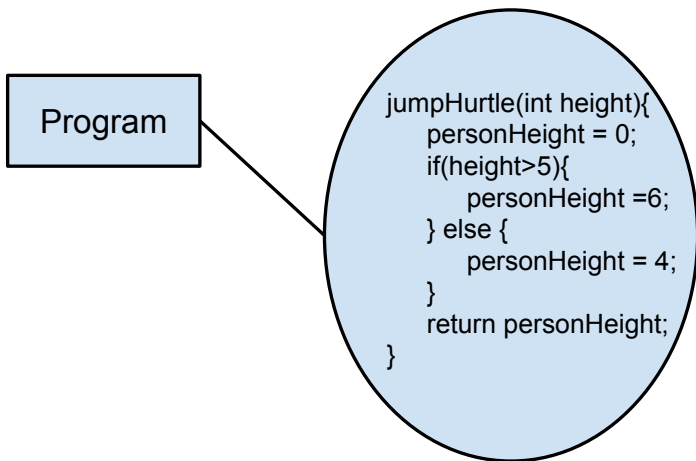 Program
jumpHurtle(int height){
personHeight = 0;
if(height>5){
personHeight =6;
} else {
personHeight = 4;
}
return personHeight;
}